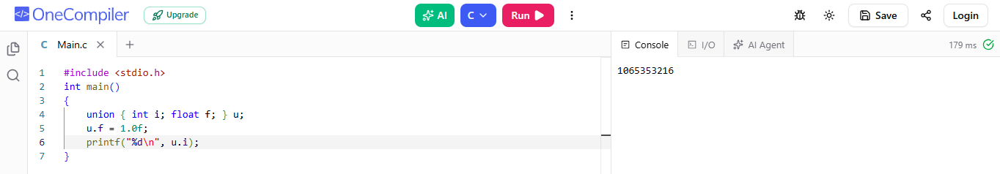 </> OneCompiler Upgrade AI C Run Save Login
C Main.c
Console I/O AI Agent 179 ms
1 #include <stdio.h>
2 int main()
3 {
4     union { int i; float f; } u;
5     u.f = 1.0f;
6     printf("%d\n", u.i);
7 }
1065353216